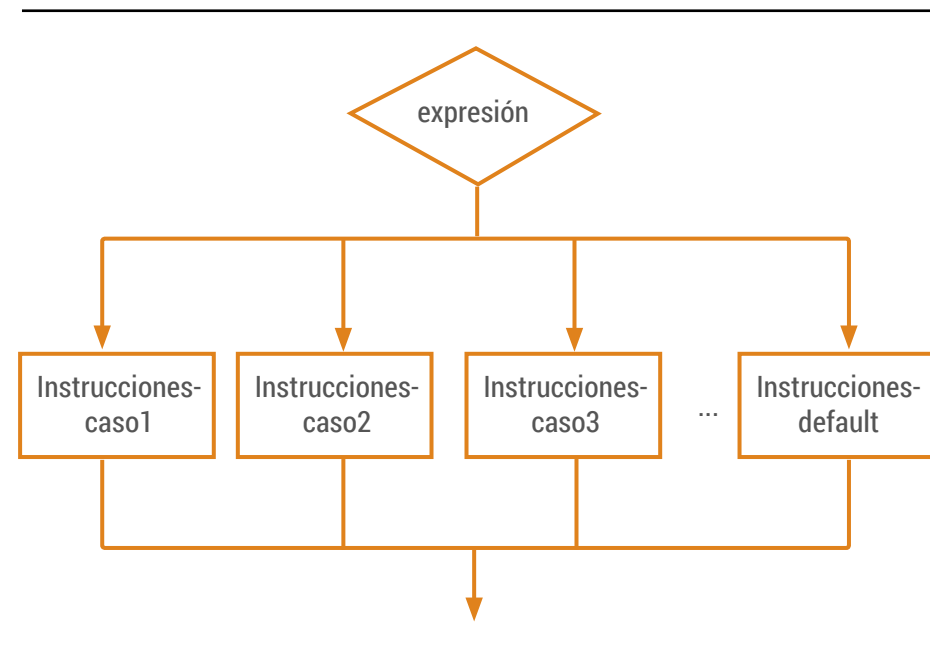 expresión
Instrucciones-
caso1
Instrucciones-
caso2
Instrucciones-
caso3
...
Instrucciones-
default